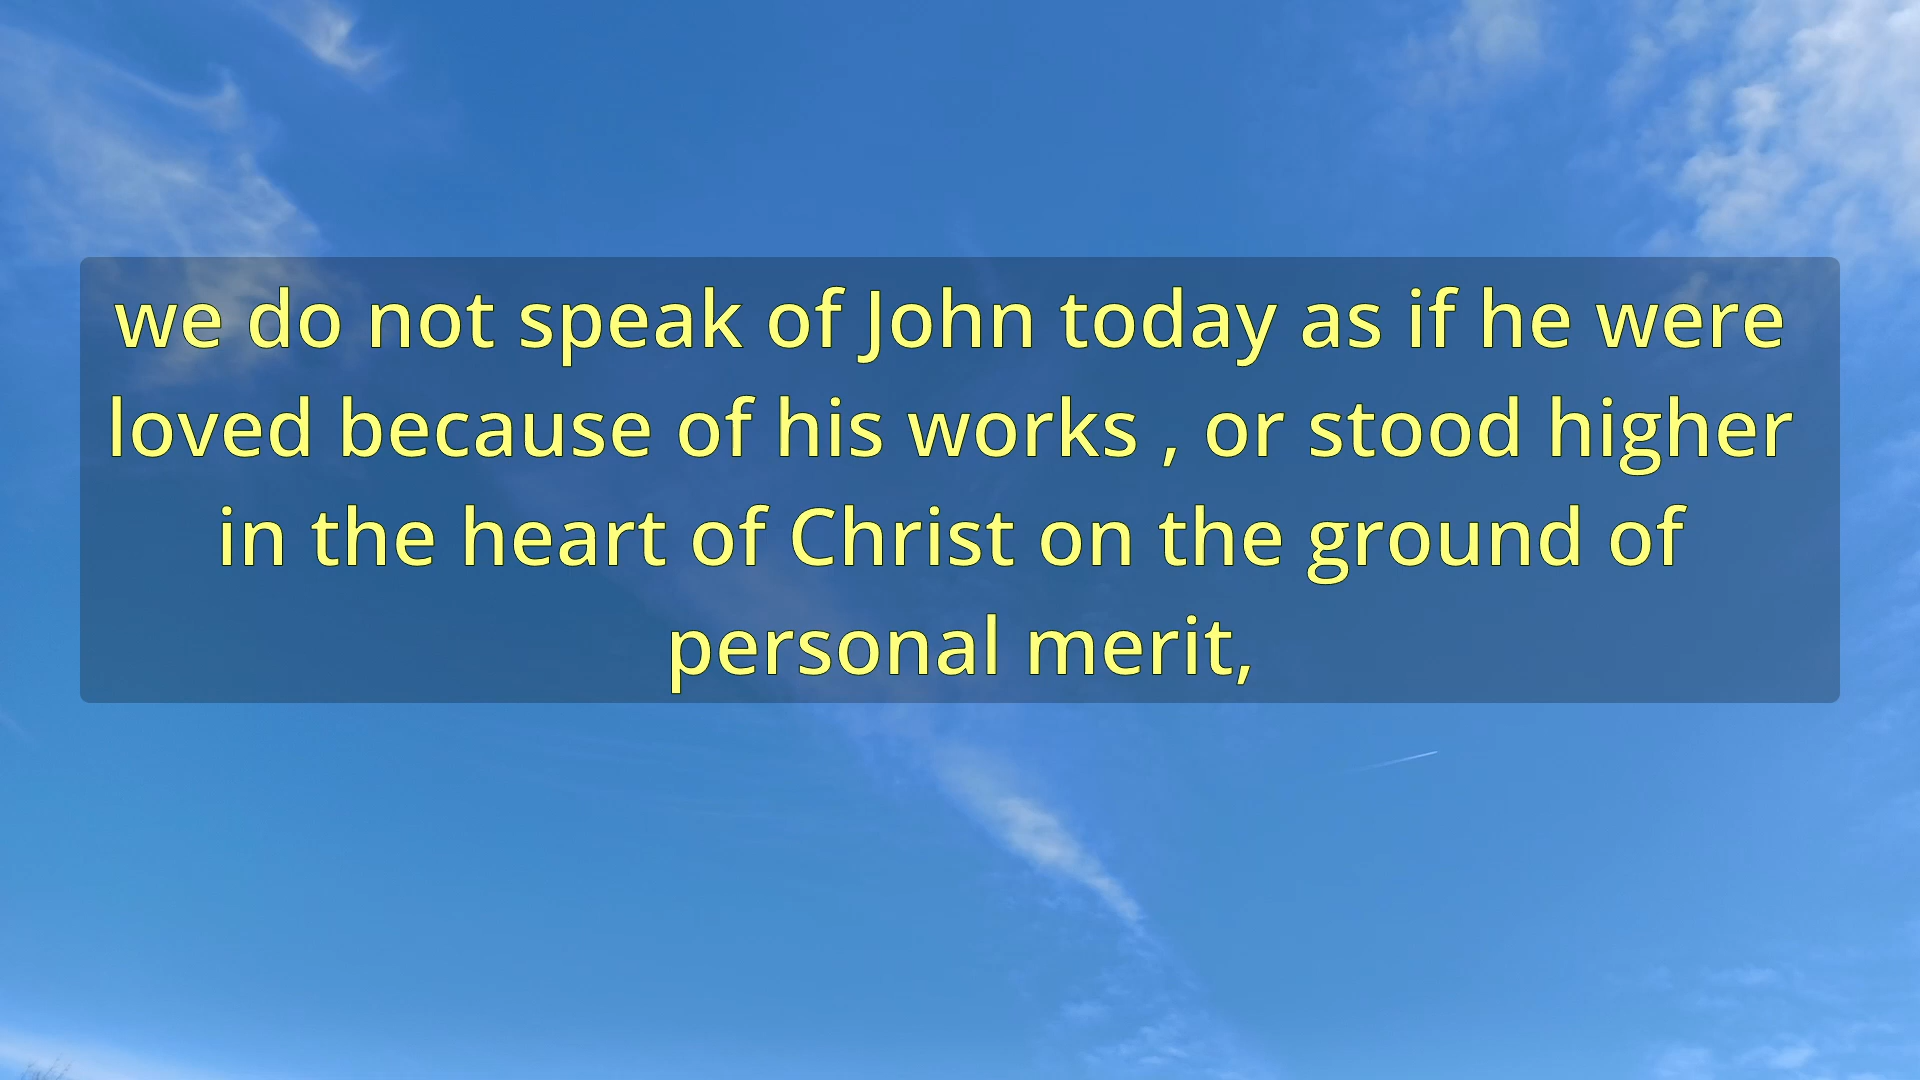 we do not speak of John today as if he were
loved because of his works , or stood higher
in the heart of Christ on the ground of
personal merit,